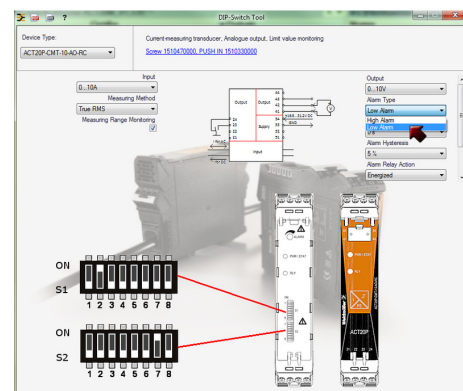 DIP-Switch Tool
Device Type:
ACT20P-CMT-10-AO-RC
Current-measuring transducer, Analogue output, Limit value monitoring
Screw 1510470000, PUSH IN 1510330000
Input
0...10A
Measuring Method
True RMS
Measuring Range Monitoring
Output
0...10V
Alarm Type
Low Alarm
High Alarm
Low Alarm
Alarm Hysteresis
5 %
Alarm Relay Action
Energized
Output
Output
Supply
Input
GND
ON
S1
1 2 3 4 5 6 7 8
ON
S2
1 2 3 4 5 6 7 8
ALARM
RLY
RLY
ACT20P